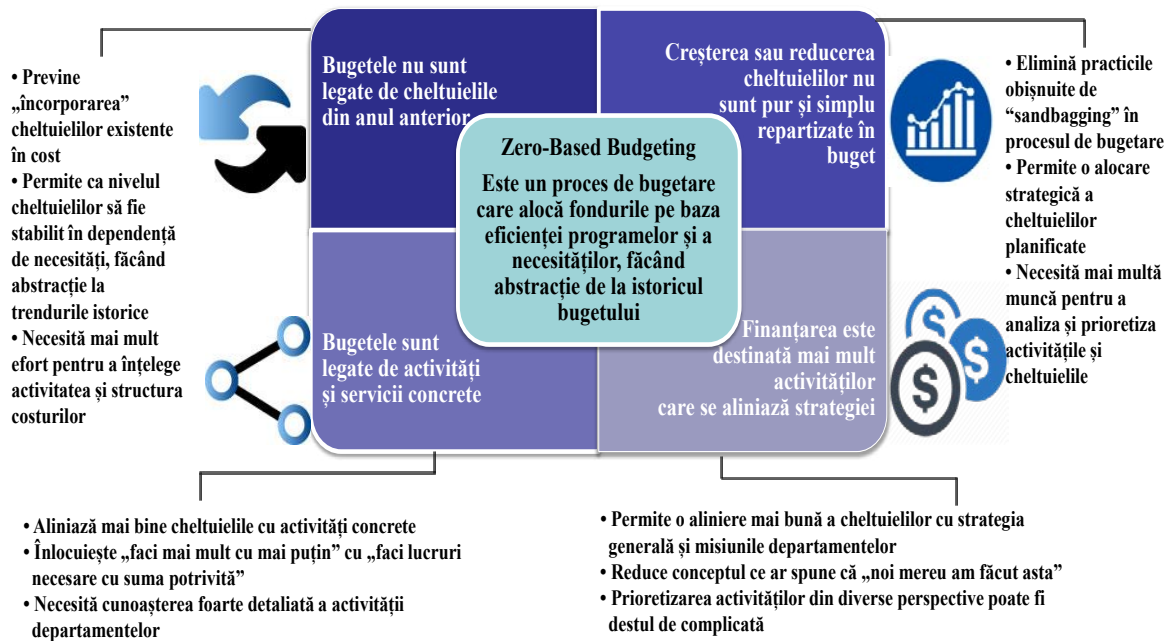 • Previne
„încorporarea”
cheltuielilor existente
în cost
• Permite ca nivelul
cheltuielilor să fie
stabilit în dependență
de necesități, făcând
abstracție la
trendurile istorice
• Necesită mai mult
efort pentru a înțelege
activitatea și structura
costurilor
Bugetele nu sunt
legate de cheltuielile
din anul anterior
Creșterea sau reducerea
cheltuielilor nu
sunt pur și simplu
repartizate în
buget
Zero-Based Budgeting
Este un proces de bugetare
care alocă fondurile pe baza
eficienței programelor și a
necesităților, făcând
abstracție de la istoricul
bugetului
Bugetele sunt
legate de activități
și servicii concrete
Finanțarea este
destinată mai mult
activităților
care se aliniază strategiei
$
$
$
• Elimină practicile
obișnuite de
“sandbagging” în
procesul de bugetare
• Permite o alocare
strategică a
cheltuielilor
planificate
• Necesită mai multă
muncă pentru a
analiza și prioretiza
activitățile și
cheltuielile
• Aliniază mai bine cheltuielile cu activități concrete
• Înlocuiește „faci mai mult cu mai puțin” cu „faci lucruri
necesare cu suma potrivită”
• Necesită cunoașterea foarte detaliată a activității
departamentelor
• Permite o aliniere mai bună a cheltuielilor cu strategia
generală și misiunile departamentelor
• Reduce conceptul ce ar spune că „noi mereu am făcut asta”
• Prioretizarea activităților din diverse perspective poate fi
destul de complicată